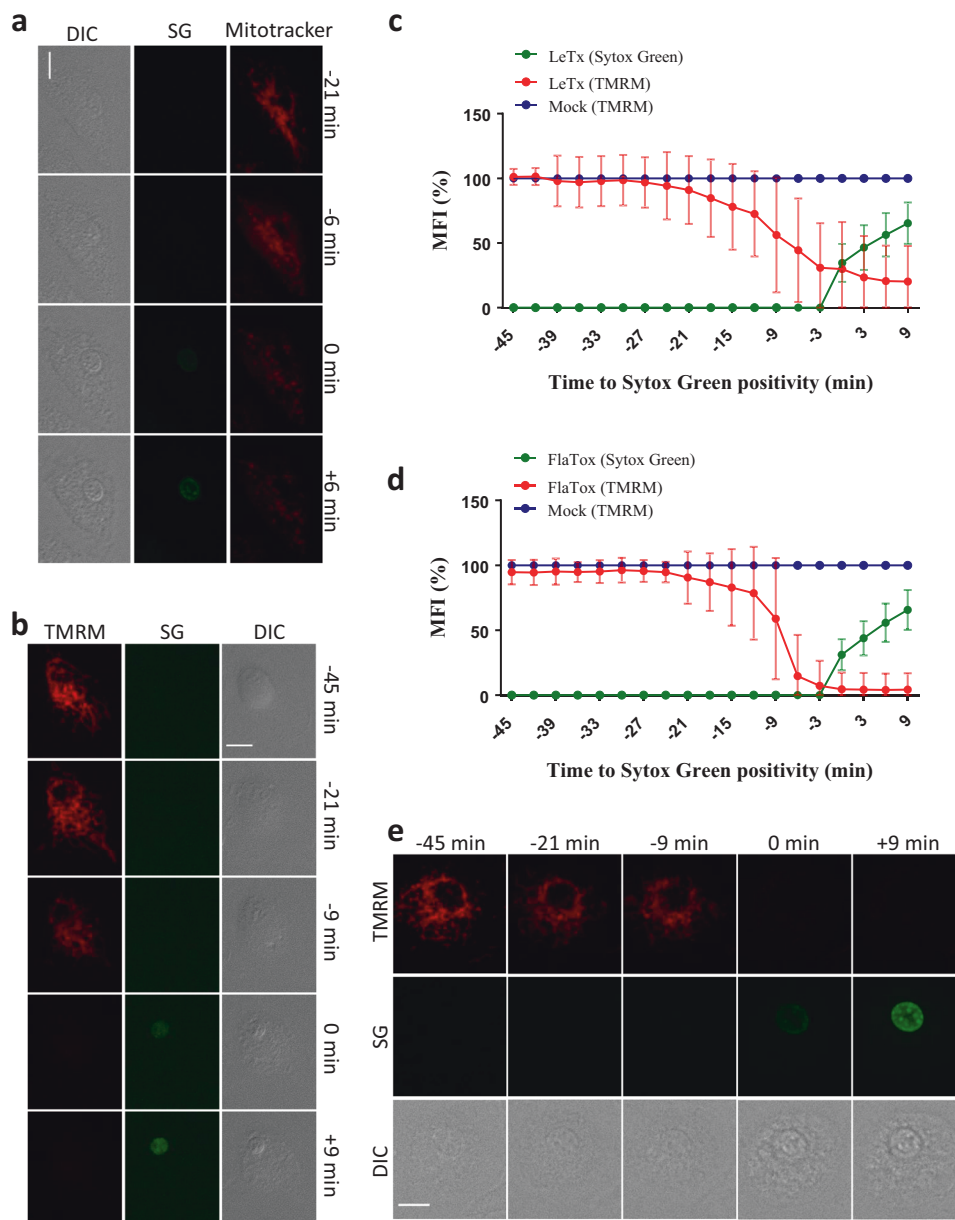 a
DIC SG Mitotracker
-21 min
-6 min
0 min
+6 min
b
TMRM SG DIC
-45 min
-21 min
-9 min
0 min
+9 min
c
LeTx (Sytox Green)
LeTx (TMRM)
Mock (TMRM)
150
100
50
0
MFI (%)
-45 -39 -33 -27 -21 -15 -9 -3 3 9
Time to Sytox Green positivity (min)
d
FlaTox (Sytox Green)
FlaTox (TMRM)
Mock (TMRM)
150
100
50
0
MFI (%)
-45 -39 -33 -27 -21 -15 -9 -3 3 9
Time to Sytox Green positivity (min)
e
-45 min -21 min -9 min 0 min +9 min
TMRM
SG
DIC